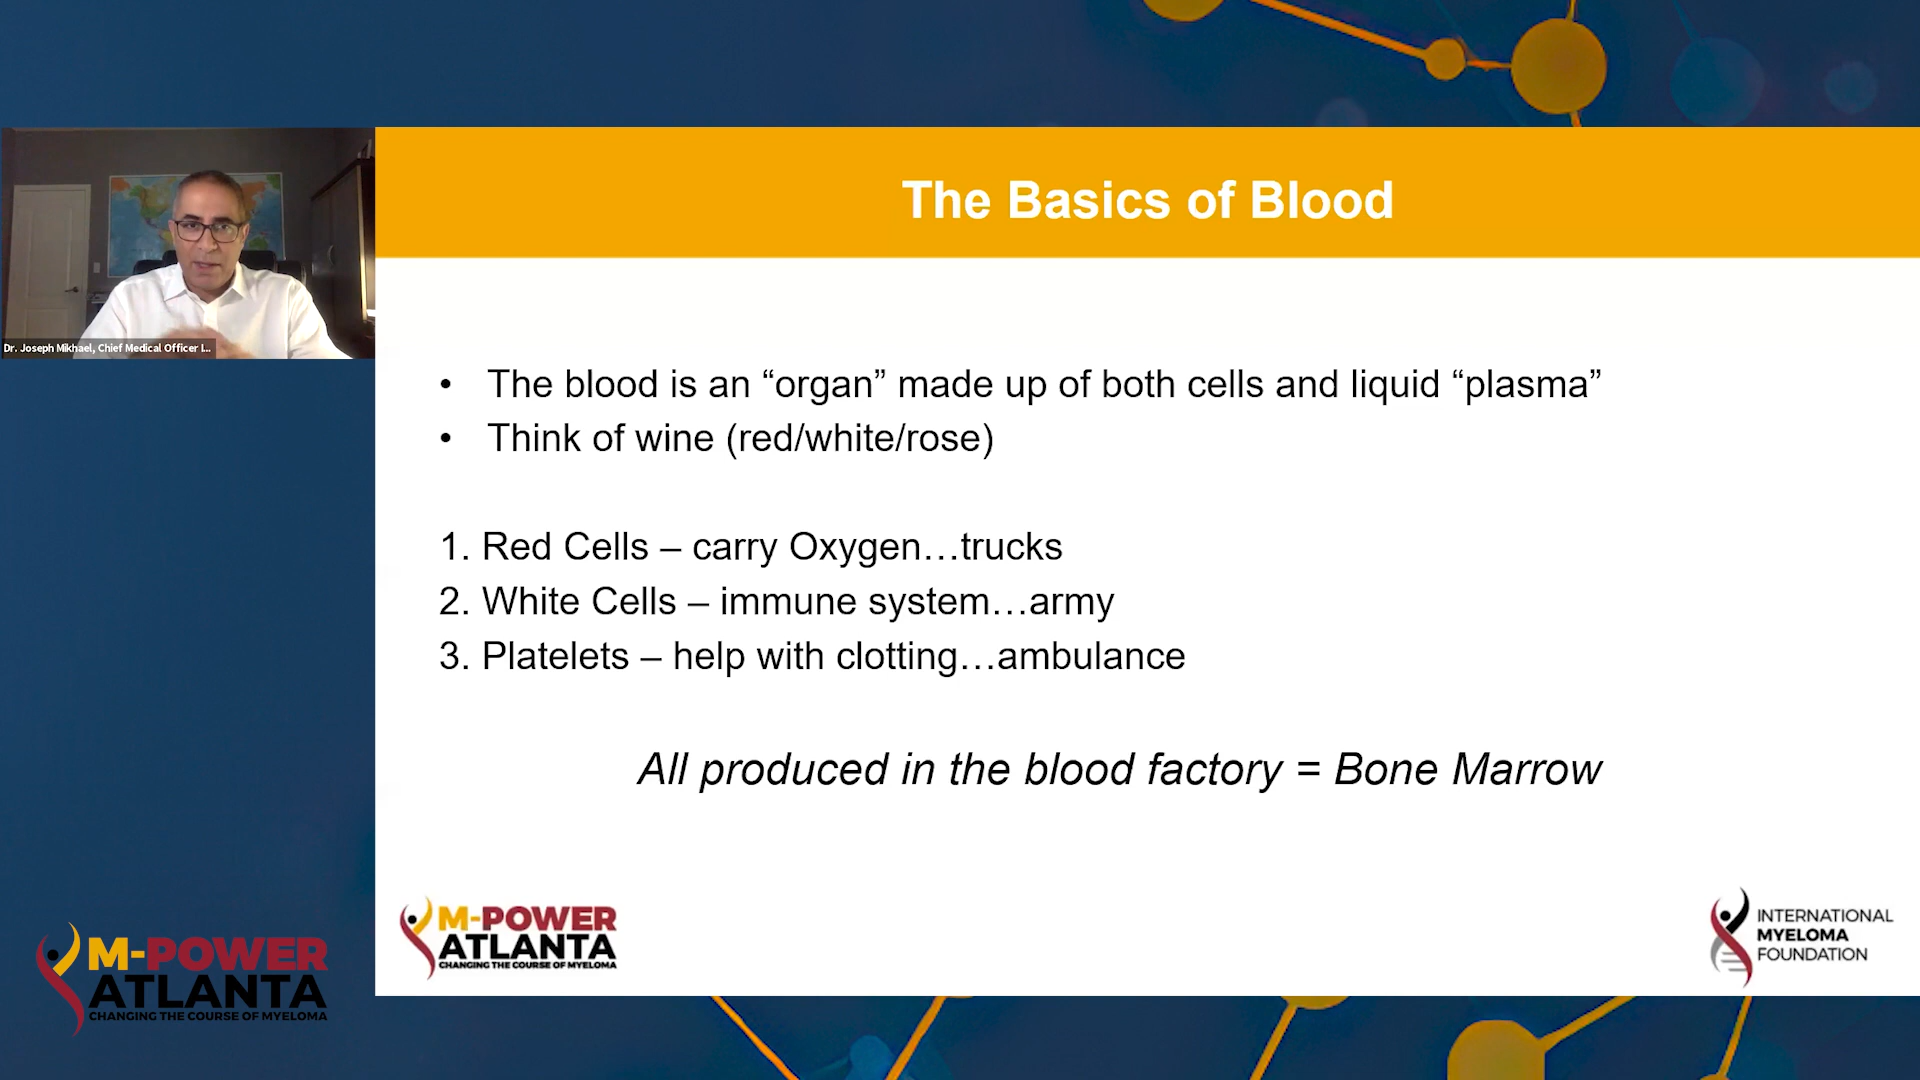 The Basics of Blood
Dr. Joseph Mikhael, Chief Medical Officer I...
• The blood is an “organ” made up of both cells and liquid “plasma”
• Think of wine (red/white/rose)
1. Red Cells – carry Oxygen…trucks
2. White Cells – immune system…army
3. Platelets – help with clotting…ambulance
All produced in the blood factory = Bone Marrow
M-POWER
ATLANTA
CHANGING THE COURSE OF MYELOMA
INTERNATIONAL
MYELOMA
FOUNDATION
M-POWER
ATLANTA
CHANGING THE COURSE OF MYELOMA